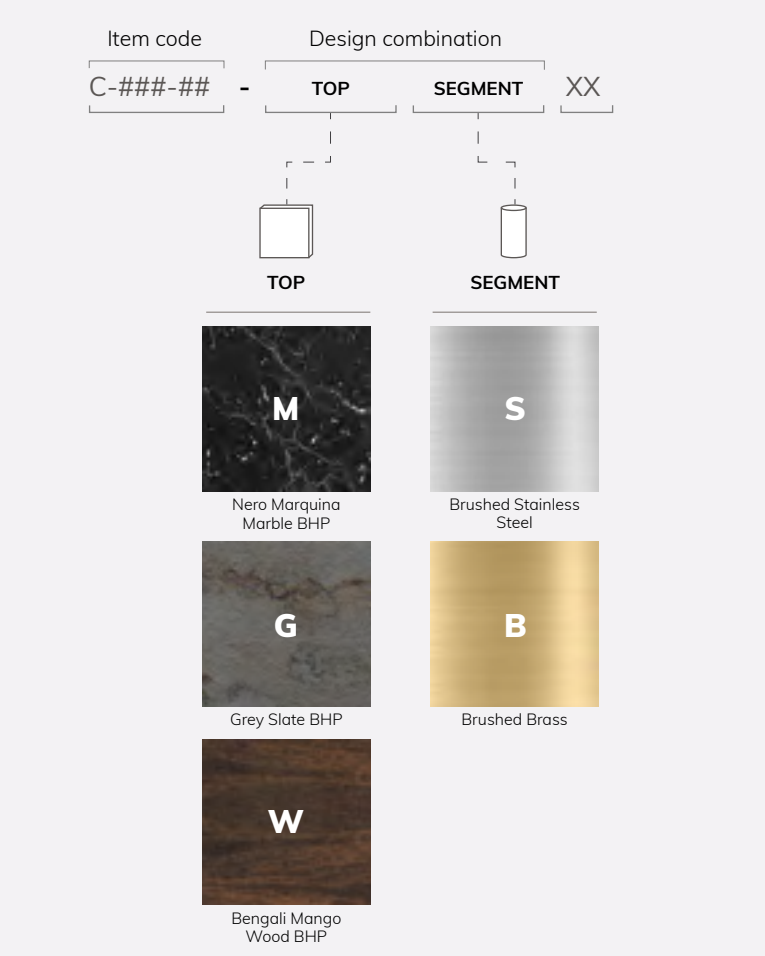 Item code
Design combination
C-###-## - TOP SEGMENT XX
TOP
SEGMENT
M
S
Nero Marquina
Marble BHP
Brushed Stainless
Steel
G
B
Grey Slate BHP
Brushed Brass
W
Bengali Mango
Wood BHP